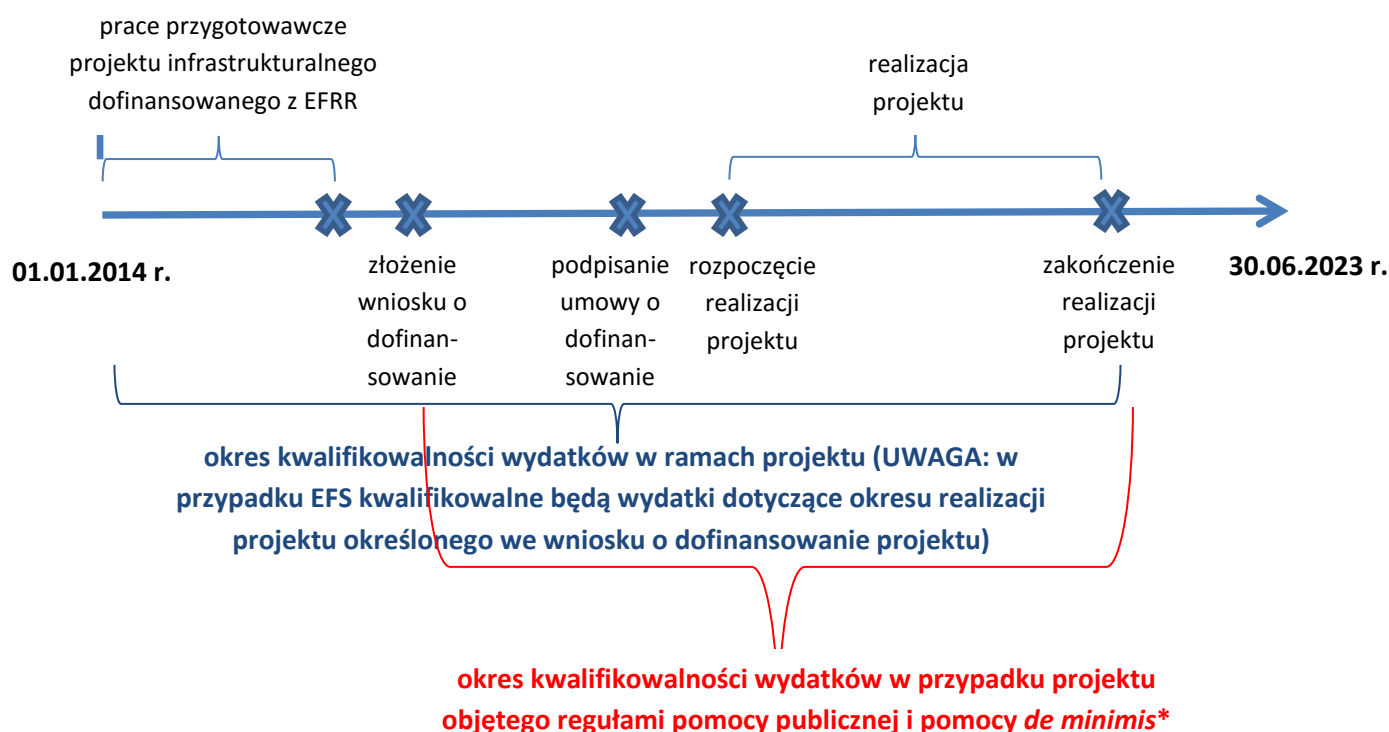 prace przygotowawcze
projektu infrastrukturalnego
dofinansowanego z EFRR
realizacja
projektu
01.01.2014 r.
złożenie
wniosku o
dofinan-
sowanie
podpisanie
umowy o
dofinan-
sowanie
rozpoczęcie
realizacji
projektu
zakończenie
realizacji
projektu
30.06.2023 r.
okres kwalifikowalności wydatków w ramach projektu (UWAGA: w
przypadku EFS kwalifikowalne będą wydatki dotyczące okresu realizacji
projektu określonego we wniosku o dofinansowanie projektu)
okres kwalifikowalności wydatków w przypadku projektu
objętego regułami pomocy publicznej i pomocy de minimis*